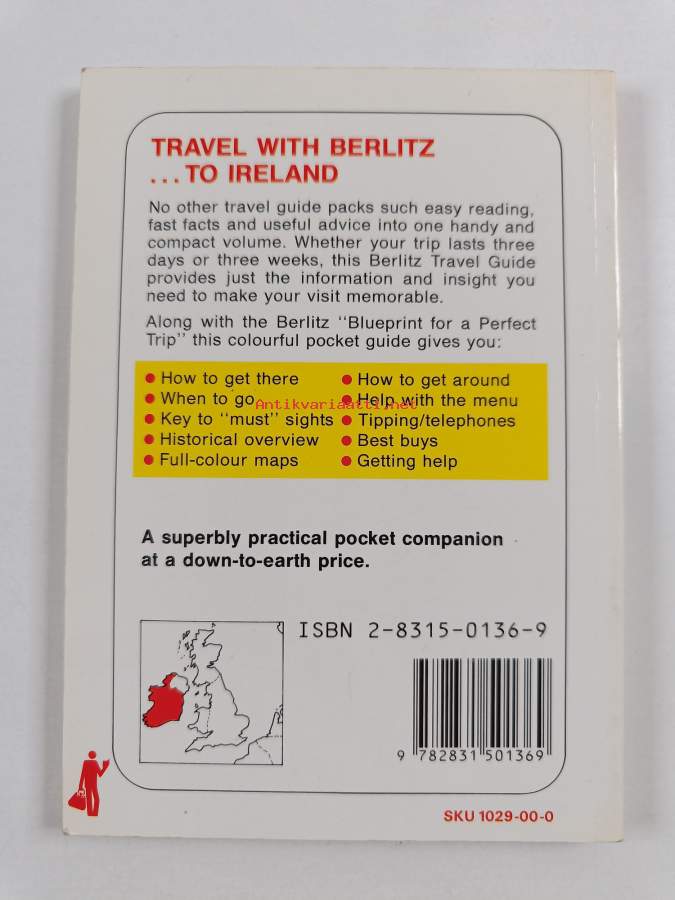 TRAVEL WITH BERLITZ
...TO IRELAND
No other travel guide packs such easy reading,
fast facts and useful advice into one handy and
compact volume. Whether your trip lasts three
days or three weeks, this Berlitz Travel Guide
provides just the information and insight you
need to make your visit memorable.
Along with the Berlitz "Blueprint for a Perfect
Trip" this colourful pocket guide gives you:
• How to get there
• When to go
• Key to "must" sights
• Historical overview
• Full-colour maps
• How to get around
• Help with the menu
• Tipping/telephones
• Best buys
• Getting help
Antikvariaatti.net
A superbly practical pocket companion
at a down-to-earth price.
ISBN 2-8315-0136-9
9 782831 501369
SKU 1029-00-0